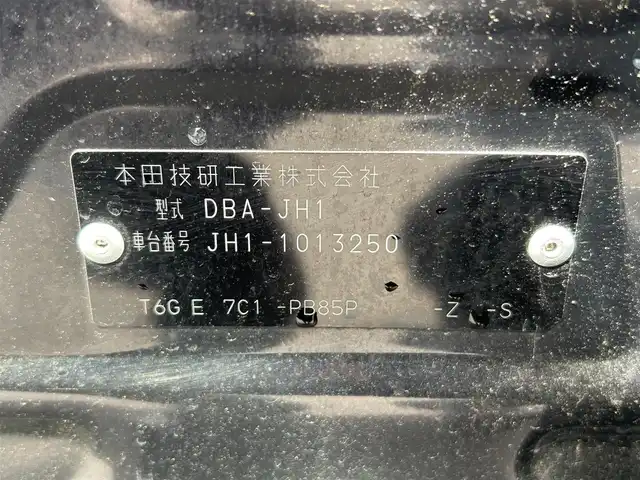 本田技研工業株式会社
型式 DBA-JH1
車台番号 JH1-1013250
T6G E 7C1 -PB85P -Z -S